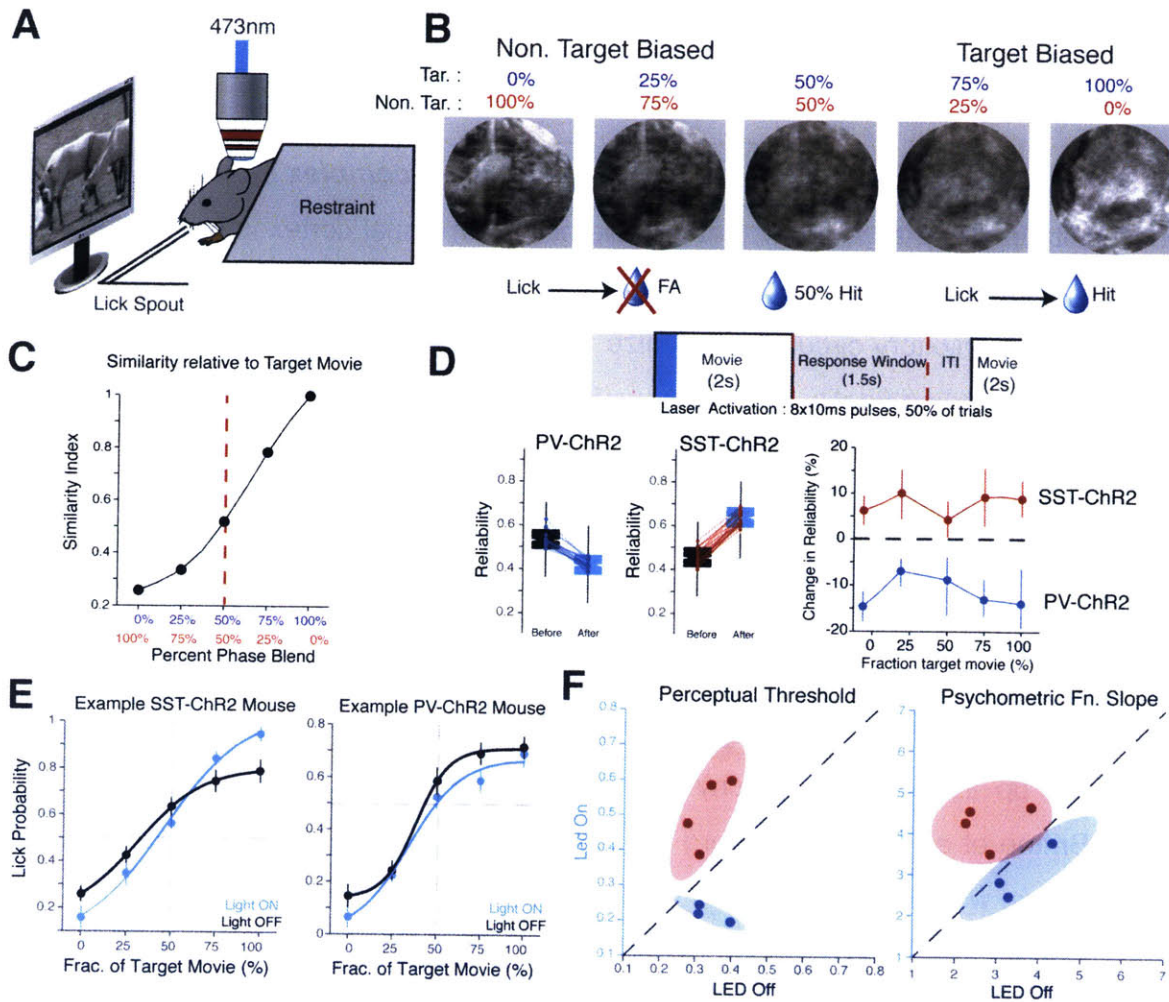 A
473nm
Restraint
Lick Spout
B
Non. Target Biased
Target Biased
Tar. : 0% 25% 50% 75% 100%
Non. Tar. : 100% 75% 50% 25% 0%
Lick FA
50% Hit
Lick Hit
C
Similarity relative to Target Movie
Similarity Index
1
0.8
0.6
0.4
0.2
0% 25% 50% 75% 100%
100% 75% 50% 25% 0%
Percent Phase Blend
D
Movie
(2s)
Response Window
(1.5s)
ITI
Movie
(2s)
Laser Activation : 8x10ms pulses, 50% of trials
PV-ChR2
Reliability
0.8
0.6
0.4
0.2
Before After
SST-ChR2
Reliability
0.8
0.6
0.4
0.2
Before After
Change in Reliability (%)
20
10
0
-10
-20
SST-ChR2
PV-ChR2
0 25 50 75 100
Fraction target movie (%)
E
Example SST-ChR2 Mouse
Lick Probability
1
0.8
0.6
0.4
0.2
Light ON
Light OFF
0 25 50 75 100
Frac. of Target Movie (%)
Example PV-ChR2 Mouse
0.8
0.6
0.4
0.2
0
Light ON
Light OFF
0 25 50 75 100
Frac. of Target Movie (%)
F
Perceptual Threshold
Led On
0.8
0.7
0.6
0.5
0.4
0.3
0.2
0.1
0.1 0.2 0.3 0.4 0.5 0.6 0.7 0.8
LED Off
Psychometric Fn. Slope
7
6
5
4
3
2
1
1 2 3 4 5 6 7
LED Off